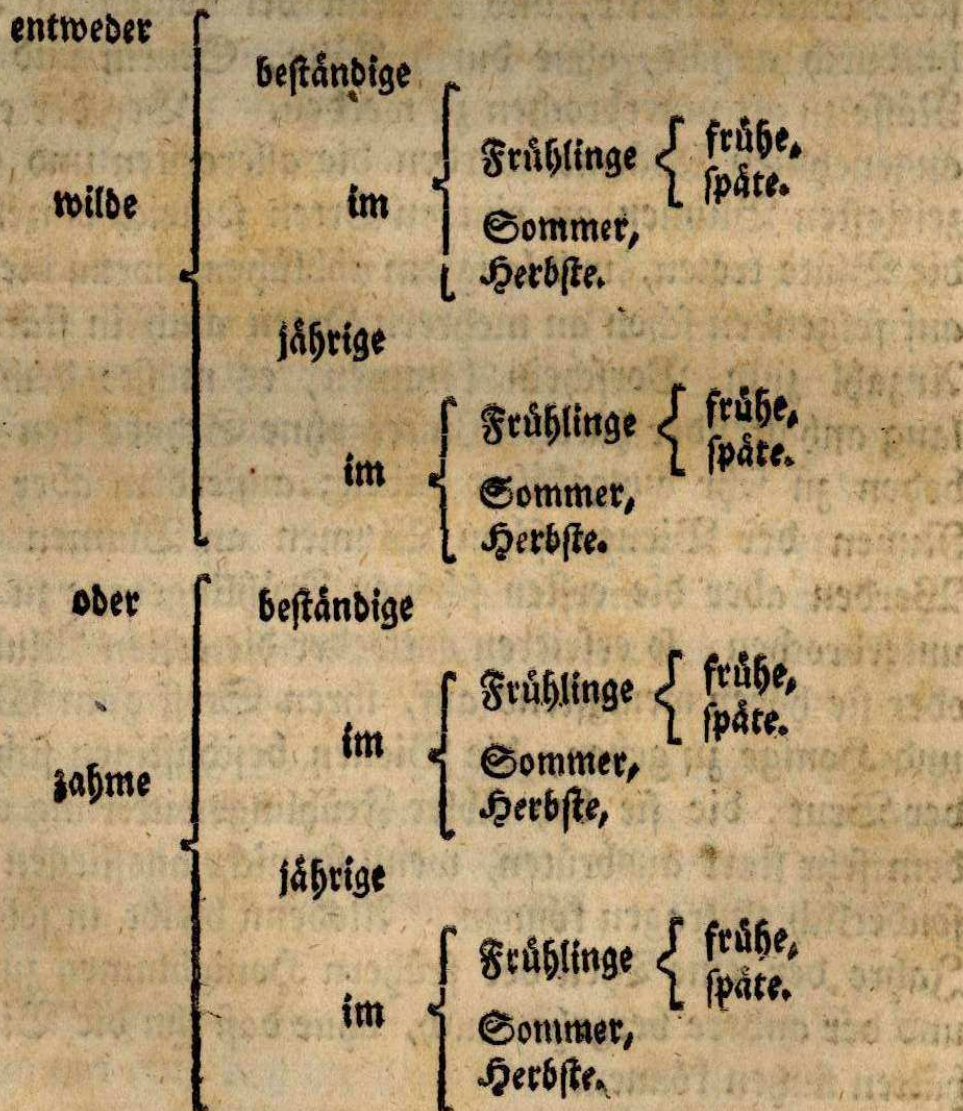 entweder
beständige
Frühlinge frühe,
späte.
wilde im
Sommer,
Herbste.
jährige
Frühlinge frühe,
späte.
im
Sommer,
Herbste.
oder beständige
Frühlinge frühe,
späte.
im
Sommer,
zahme
Herbste,
jährige
Frühlinge frühe,
späte.
im
Sommer,
Herbste.